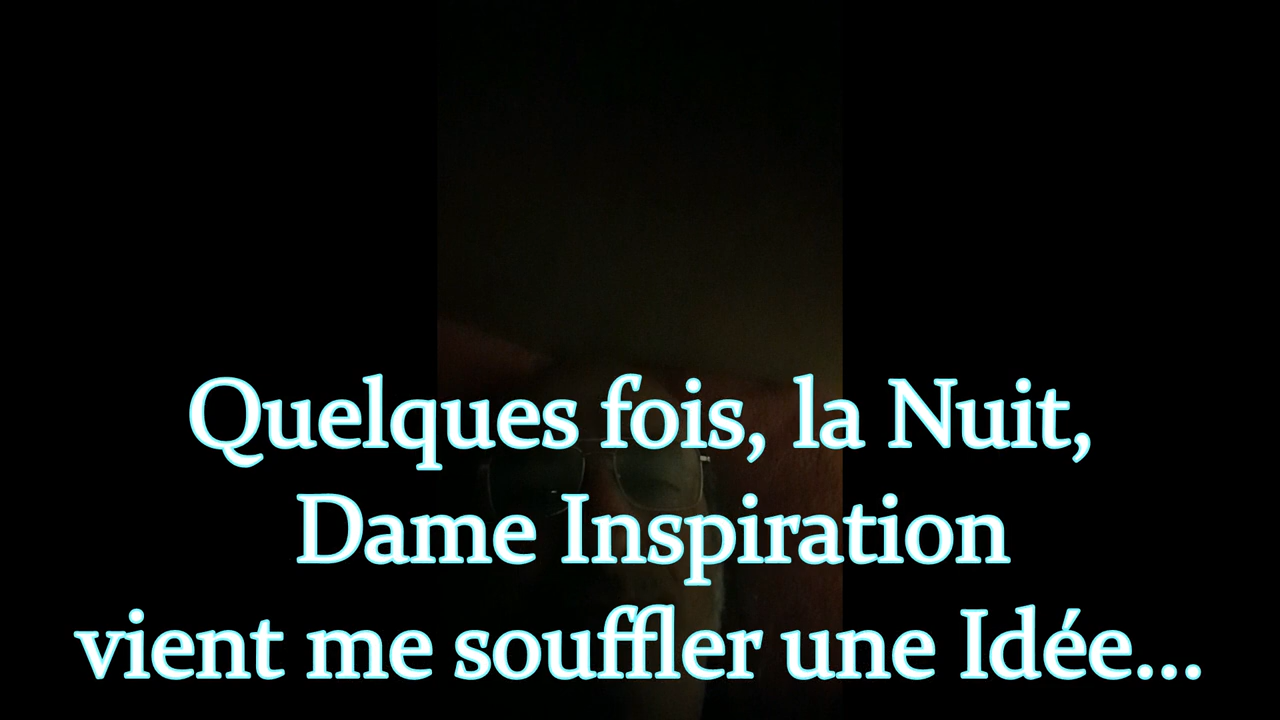 Quelques fois, la Nuit,
Dame Inspiration
vient me souffler une Idée...